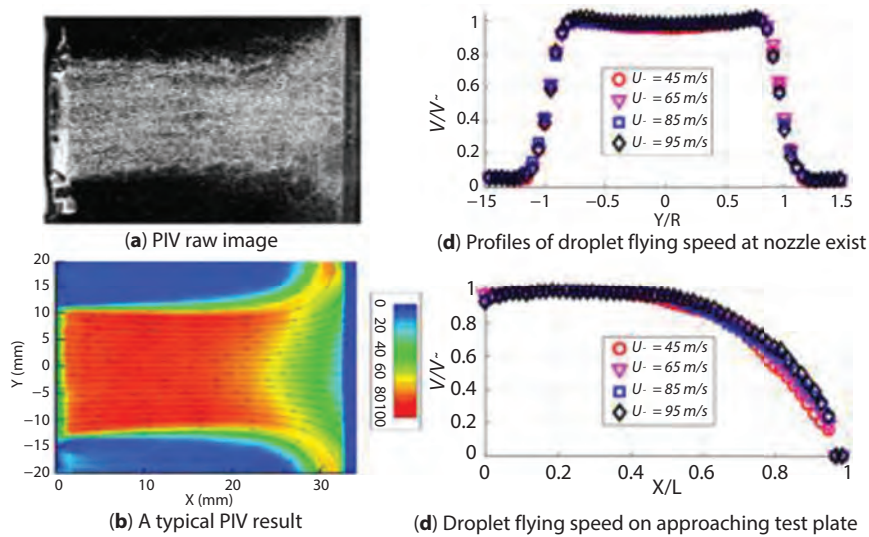 (a) PIV raw image
20
15
10
5
0
−5
−10
−15
−20
Y (mm)
0
10
20
30
X (mm)
0
20
40
60
80
100
(b) A typical PIV result
1
0.8
0.6
0.4
0.2
0
V/V~
U- = 45 m/s
U- = 65 m/s
U- = 85 m/s
U- = 95 m/s
−15
−1
−0.5
0
0.5
1
1.5
Y/R
(d) Profiles of droplet flying speed at nozzle exist
1
0.8
0.6
0.4
0.2
0
V/V~
U- = 45 m/s
U- = 65 m/s
U- = 85 m/s
U- = 95 m/s
0
0.2
0.4
0.6
0.8
1
X/L
(d) Droplet flying speed on approaching test plate